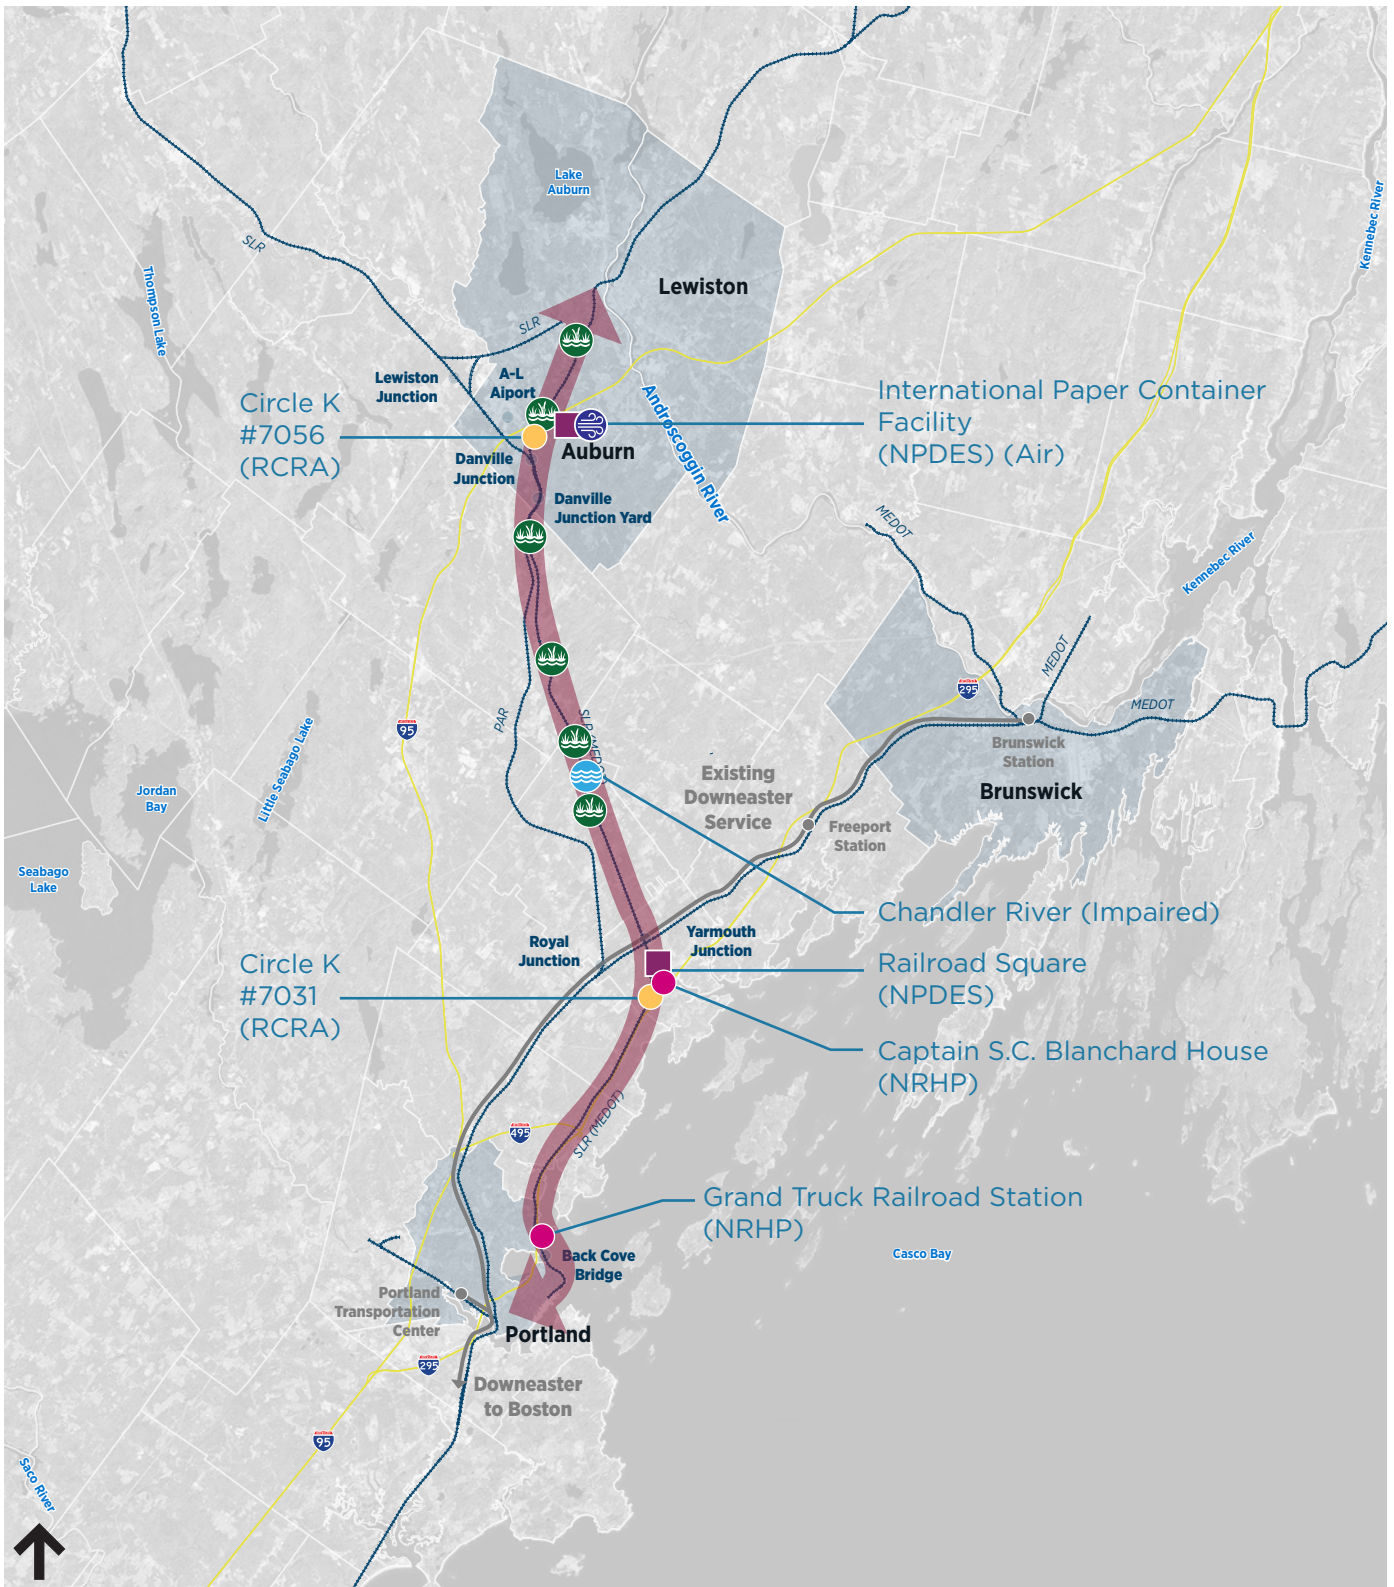 Lake
Auburn
SLR
Lewiston
Kennebec River
Thompson Lake
SLR
Lewiston
Junction
A-L
Aiport
Androscoggin River
Circle K
#7056
(RCRA)
International Paper Container
Facility
(NPDES) (Air)
Auburn
Danville
Junction
Danville
Junction Yard
MEDOT
Kennebec River
MEDOT
295
MEDOT
PAR
SLR (MEDO
95
Little Seabago Lake
Brunswick
Station
Brunswick
Existing
Downeaster
Service
Jordan
Bay
Freeport
Station
Seabago
Lake
Chandler River (Impaired)
Royal
Junction
Yarmouth
Junction
Circle K
#7031
(RCRA)
Railroad Square
(NPDES)
Captain S.C. Blanchard House
(NRHP)
495
SLR (MEDOT)
Grand Truck Railroad Station
(NRHP)
Casco Bay
Back Cove
Bridge
Portland
Transportation
Center
Portland
295
Downeaster
to Boston
95
Saco River